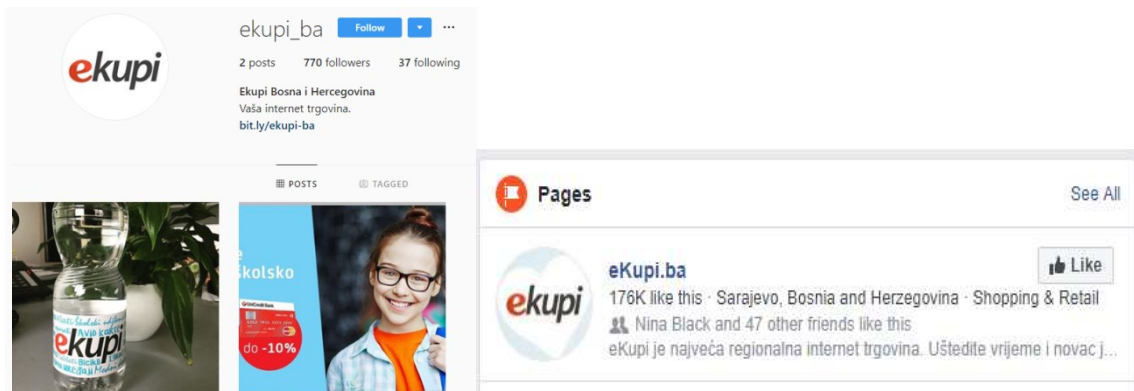 ekupi
ekupi_ba Follow
2 posts 770 followers 37 following
Ekupi Bosna i Hercegovina
Vaša internet trgovina.
bit.ly/ekupi-ba
POSTS TAGGED
ekupi
školsko
UniCredit Bank
do -10%
Pages See All
ekupi
eKupi.ba Like
176K like this · Sarajevo, Bosnia and Herzegovina · Shopping & Retail
Nina Black and 47 other friends like this
eKupi je najveća regionalna internet trgovina. Uštedite vrijeme i novac j...